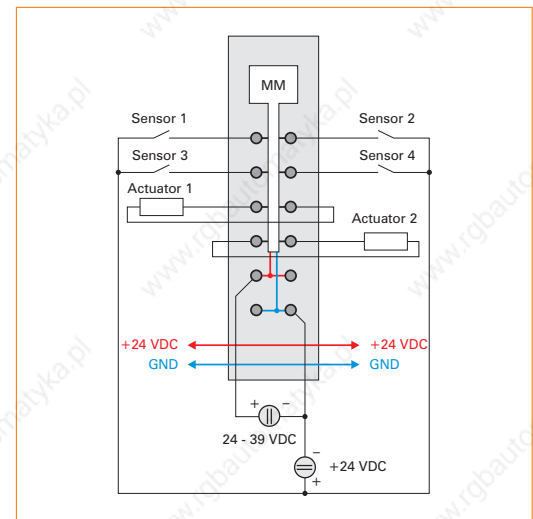 MM
Sensor 1
Sensor 2
Sensor 3
Sensor 4
Actuator 1
Actuator 2
+24 VDC
+24 VDC
GND
GND
+ −
24 - 39 VDC
−
+24 VDC
+
www.rgbautomatyka.pl